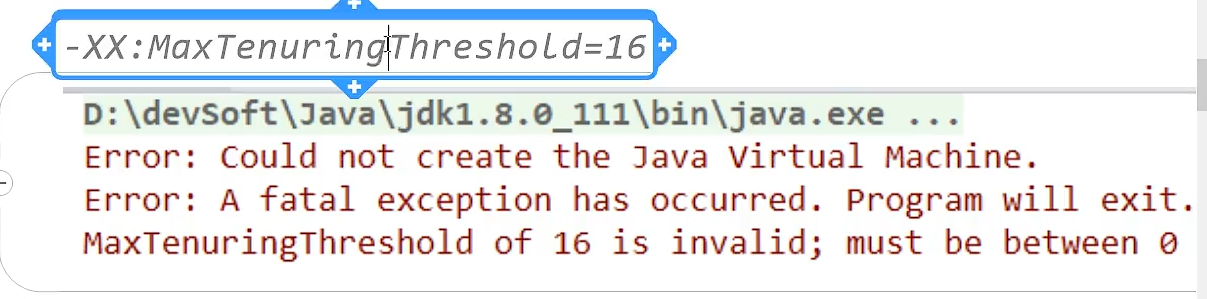 -XX:MaxTenuringThreshold=16
D:\devSoft\Java\jdk1.8.0_111\bin\java.exe ...
Error: Could not create the Java Virtual Machine.
Error: A fatal exception has occurred. Program will exit.
MaxTenuringThreshold of 16 is invalid; must be between 0